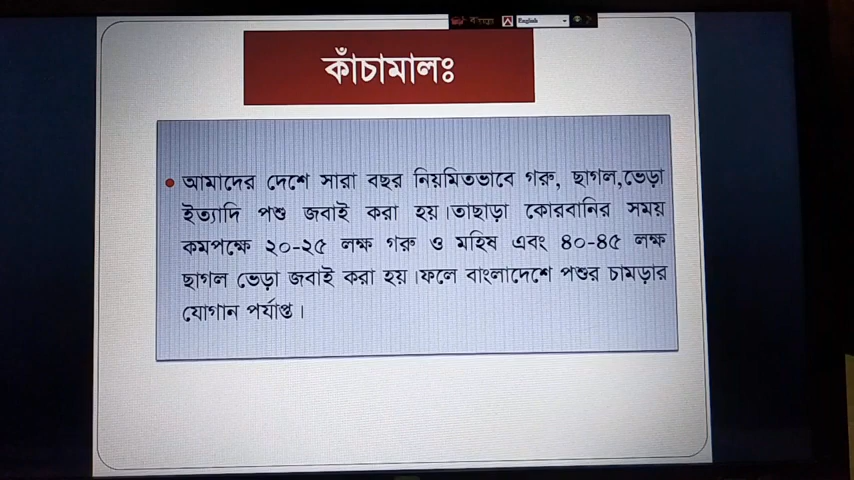 English
কাঁচামালঃ
আমাদের দেশে সারা বছর নিয়মিতভাবে গরু, ছাগল,ভেড়া
ইত্যাদি পশু জবাই করা হয়।তাছাড়া কোরবানির সময়
কমপক্ষে ২০-২৫ লক্ষ গরু ও মহিষ এবং ৪০-৪৫ লক্ষ
ছাগল ভেড়া জবাই করা হয়।ফলে বাংলাদেশে পশুর চামড়ার
যোগান পর্যাপ্ত।